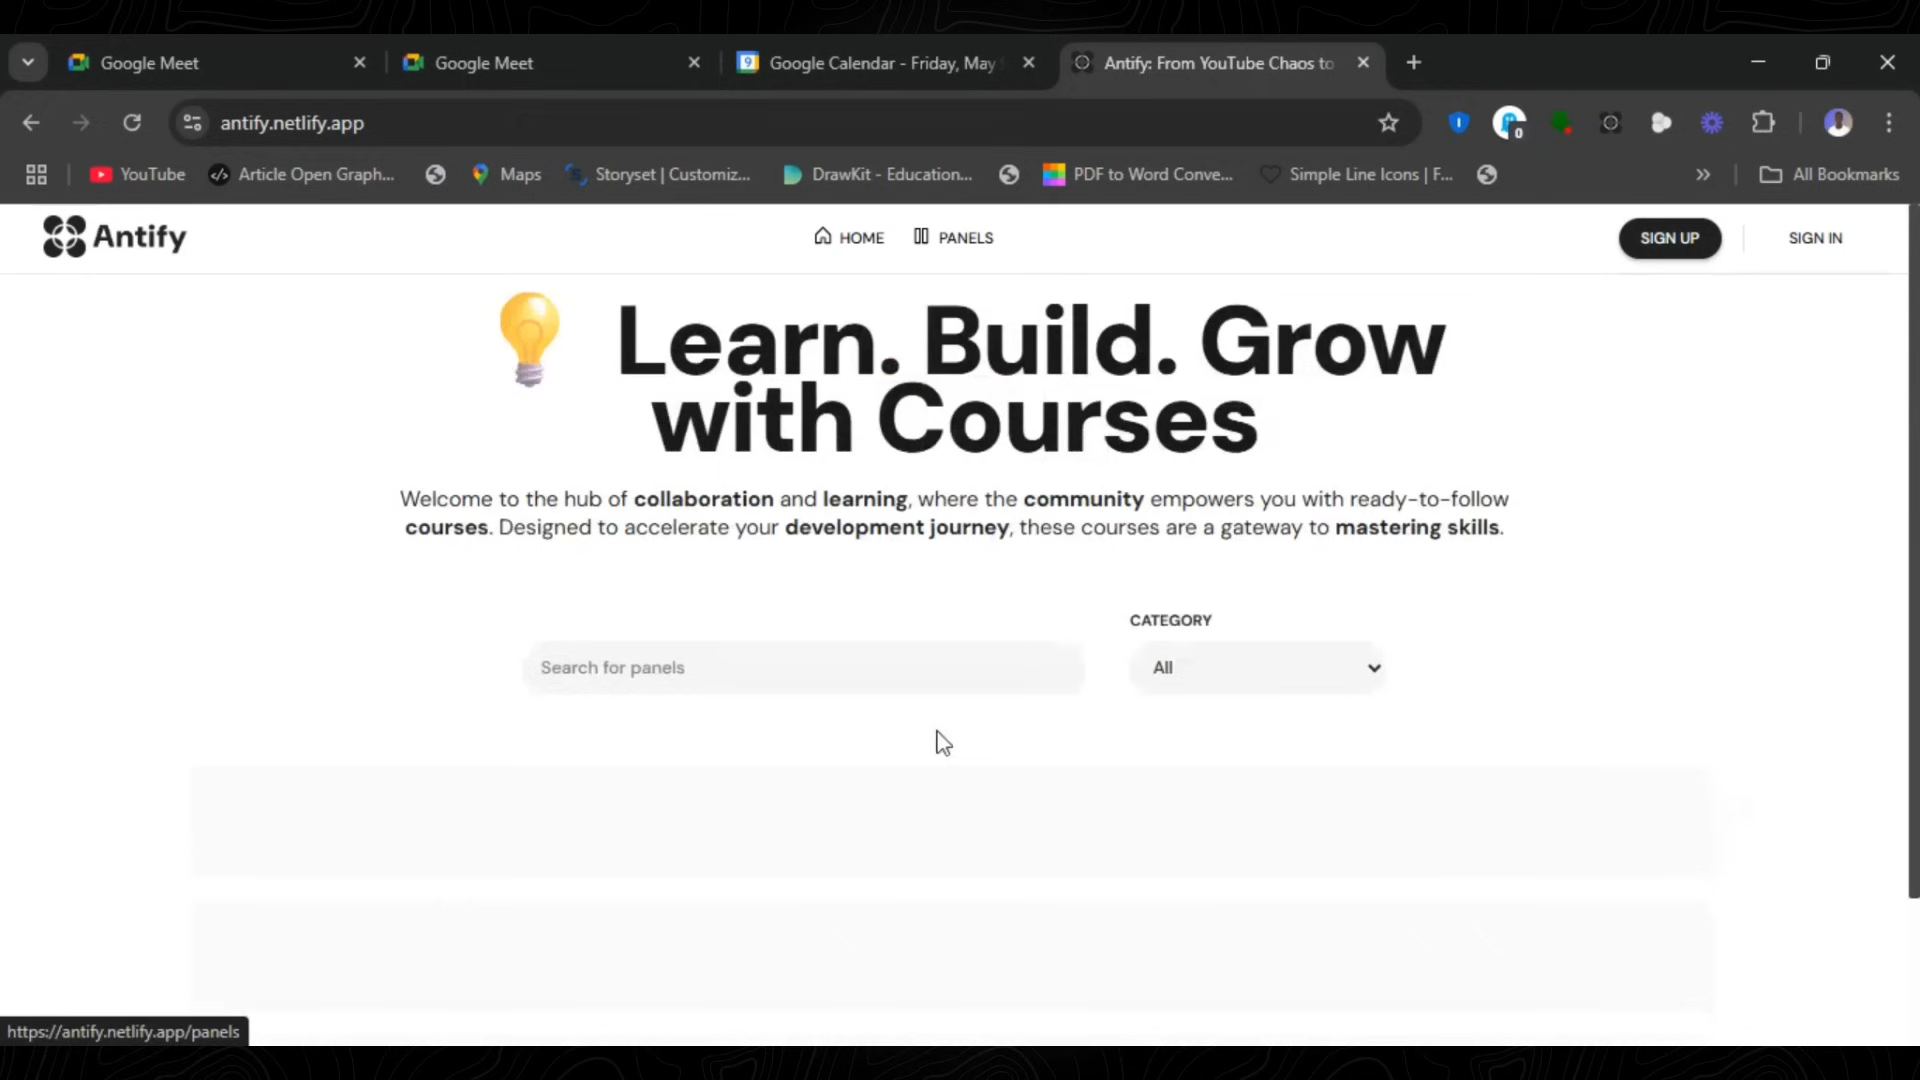 Google Meet
Google Meet
Google Calendar - Friday, May
Antify: From YouTube Chaos to
antify.netlify.app
0
YouTube
Article Open Graph...
Maps
Storyset | Customiz...
DrawKit - Education...
PDF to Word Conve...
Simple Line Icons | F...
All Bookmarks
Antify
HOME
PANELS
SIGN UP
SIGN IN
Learn. Build. Grow
with Courses
Welcome to the hub of collaboration and learning, where the community empowers you with ready-to-follow
courses. Designed to accelerate your development journey, these courses are a gateway to mastering skills.
CATEGORY
Search for panels
All
https://antify.netlify.app/panels